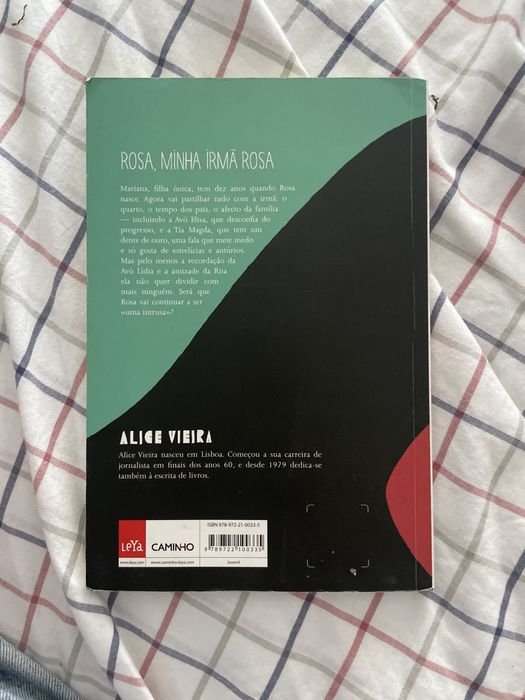 ROSA, MINHA IRMÃ ROSA
Mariana, filha única, tem dez anos quando Rosa
nasce. Agora vai partilhar tudo com a irmã: o
quarto, o tempo dos pais, o afecto da família
— incluindo a Avó Elisa, que desconfia do
progresso, e a Tia Magda, que tem um
dente de ouro, uma fala que mete medo
e só gosta de estrelícias e antúrios.
Mas pelo menos a recordação da
Avó Lídia e a amizade da Rita
ela não quer dividir com
mais ninguém. Será que
Rosa vai continuar a ser
«uma intrusa»?
ALICE VIEIRA
Alice Vieira nasceu em Lisboa. Começou a sua carreira de
jornalista em finais dos anos 60, e desde 1979 dedica-se
também à escrita de livros.
ISBN 978-972-21-0033-5
LEYA CAMINHO
9 789722 100335
www.leya.com www.caminho.leya.com Juvenil